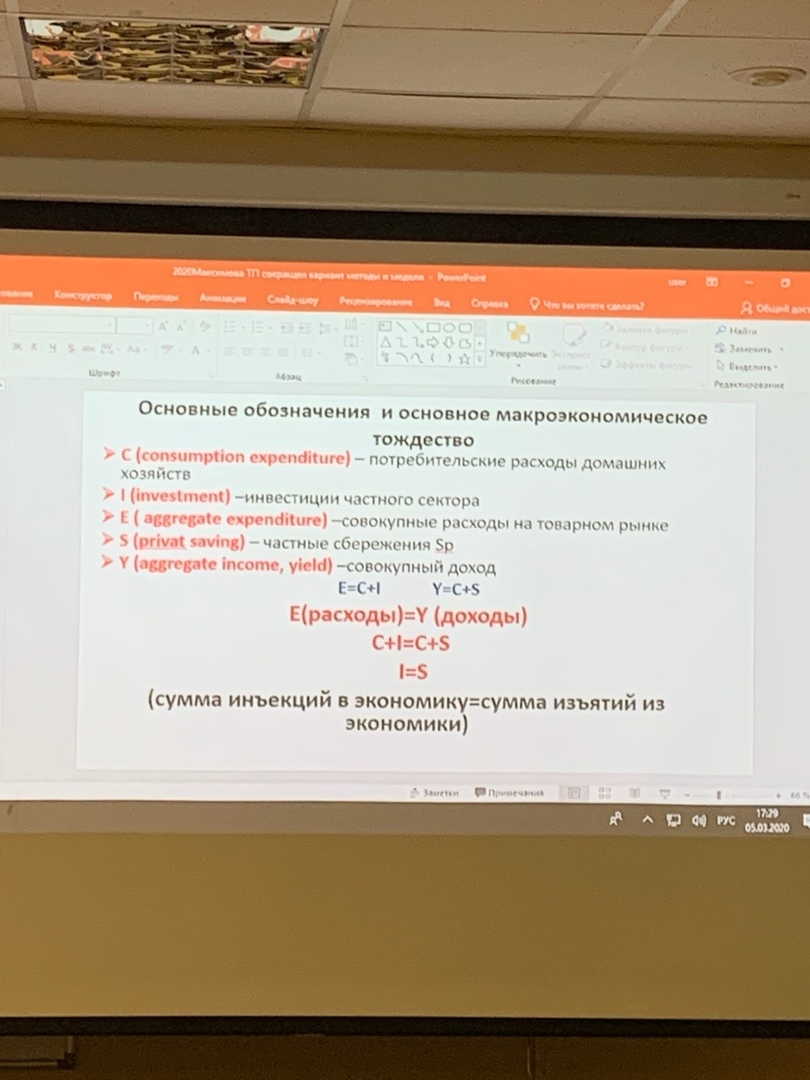 2020Максимова ТП сокращен вариант методы и модели - PowerPoint
user
Конструктор Переходы Анимация Слайд-шоу Рецензирование Вид Справка Что вы хотите сделать? Общий дост
Найти
Заменить
Выделить
Упорядочить Экспресс-стили
Заливка фигуры
Контур фигуры
Эффекты фигуры
Ж К Ч S abc AV Aa А
Шрифт Абзац Рисование Редактирование
Основные обозначения и основное макроэкономическое
тождество
➢ C (consumption expenditure) – потребительские расходы домашних
хозяйств
➢ I (investment) –инвестиции частного сектора
➢ E ( aggregate expenditure) –совокупные расходы на товарном рынке
➢ S (privat saving) – частные сбережения Sp
➢ Y (aggregate income, yield) –совокупный доход
E=C+I Y=C+S
E(расходы)=Y (доходы)
C+I=C+S
I=S
(сумма инъекций в экономику=сумма изъятий из
экономики)
Заметки Примечания 66 %
РУС 17:29
05.03.2020